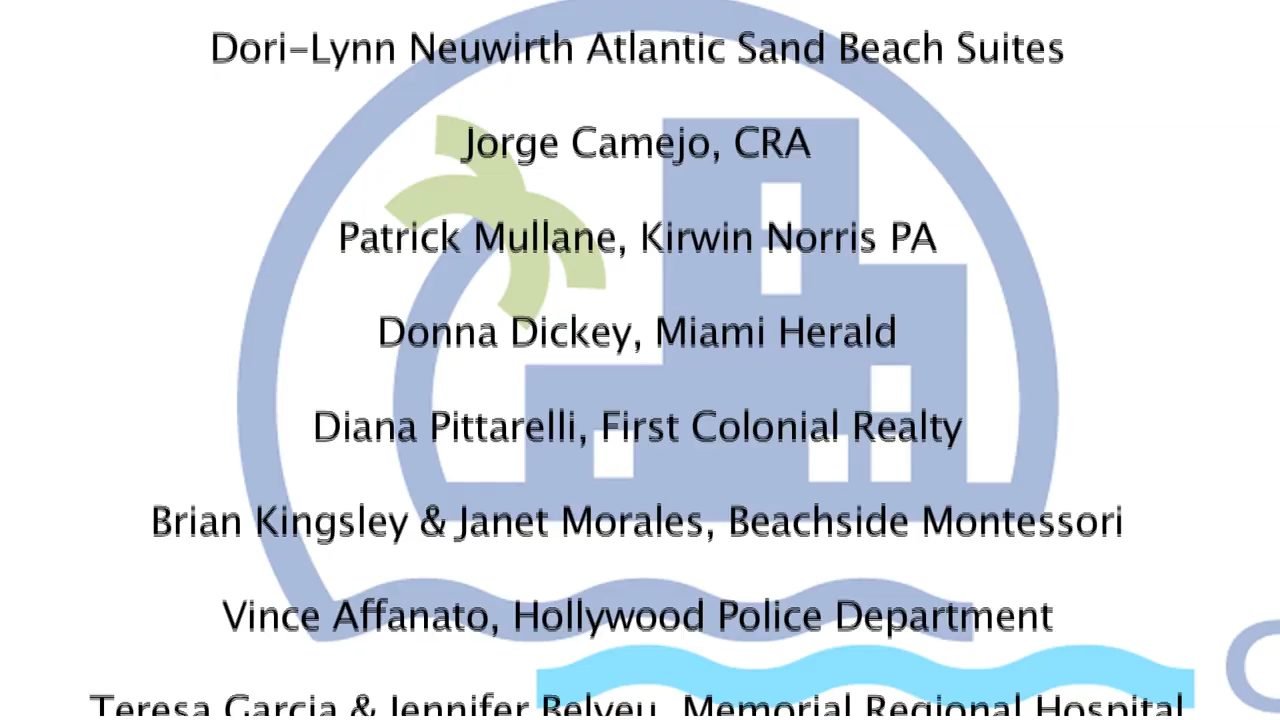 Dori-Lynn Neuwirth Atlantic Sand Beach Suites
Jorge Camejo, CRA
Patrick Mullane, Kirwin Norris PA
Donna Dickey, Miami Herald
Diana Pittarelli, First Colonial Realty
Brian Kingsley & Janet Morales, Beachside Montessori
Vince Affanato, Hollywood Police Department
Teresa Garcia & Jennifer Belyeu, Memorial Regional Hospital